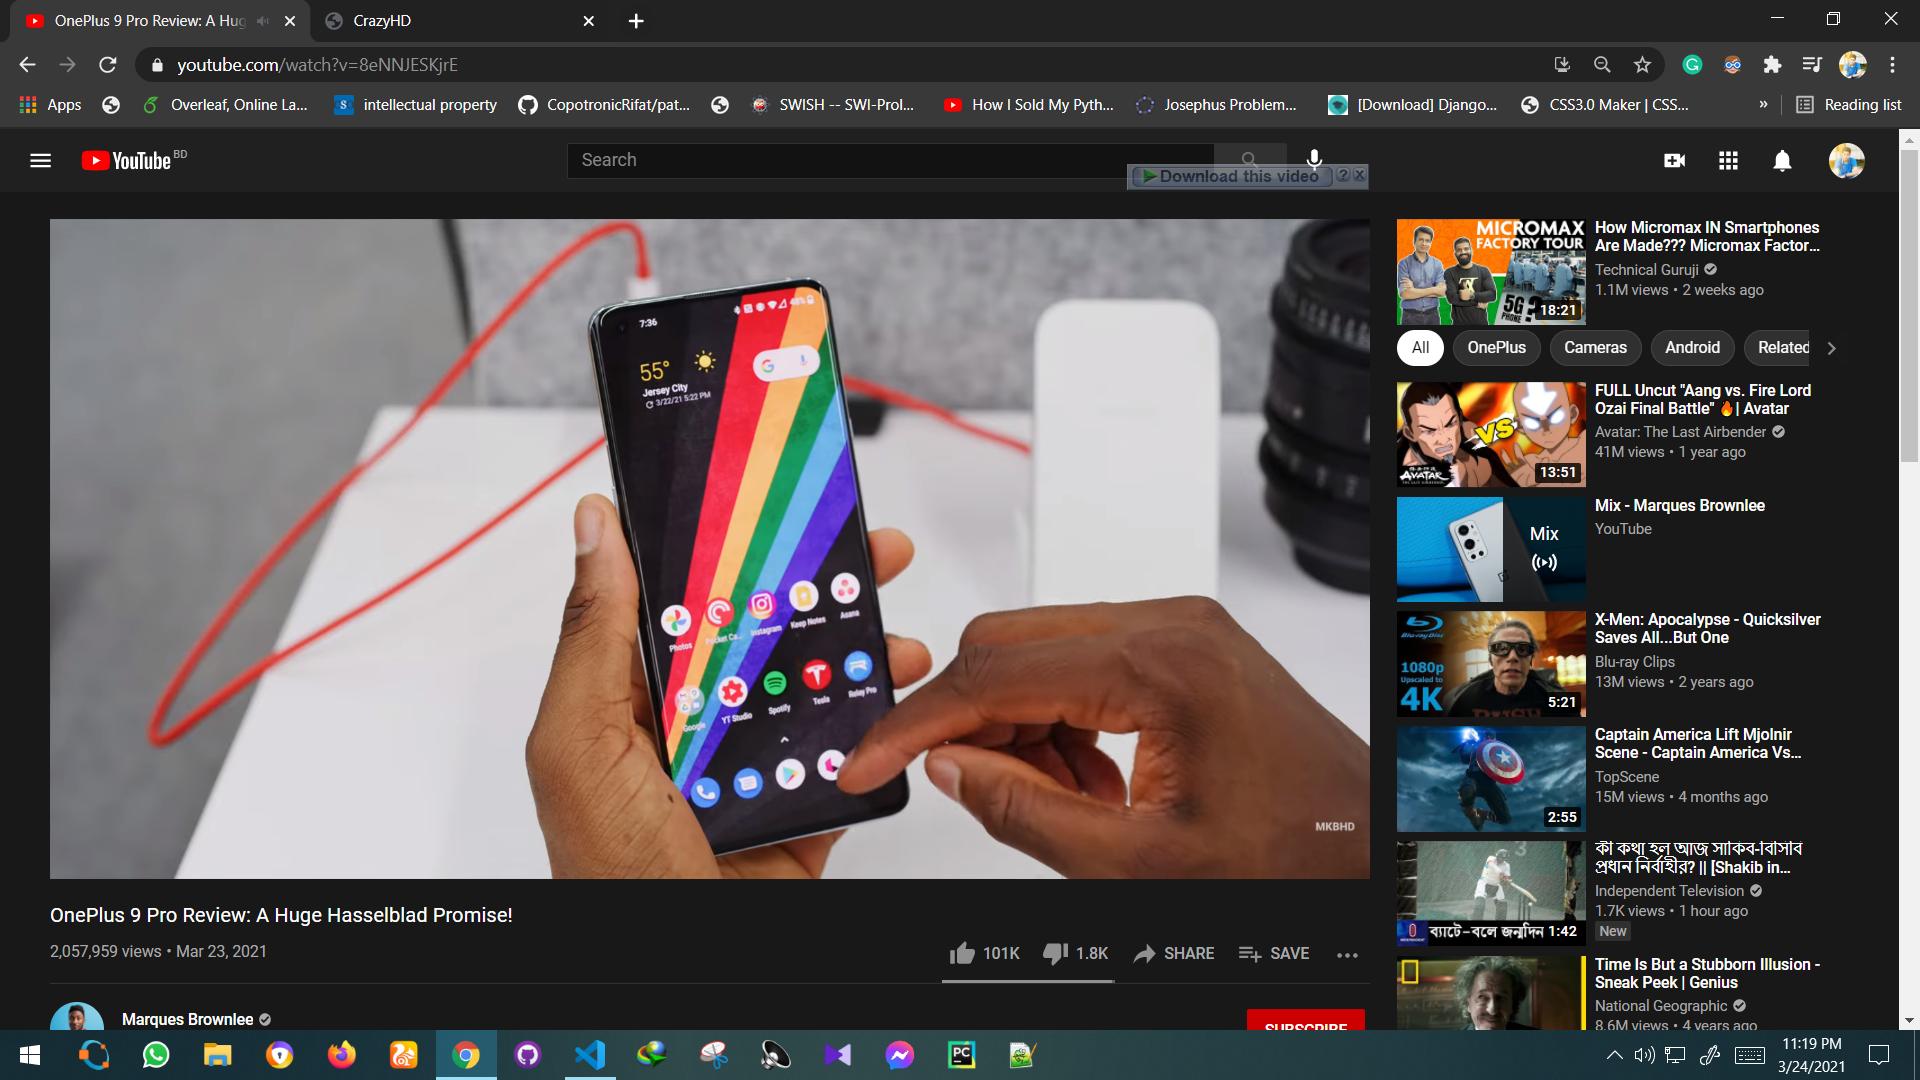 OnePlus 9 Pro Review: A Hug
CrazyHD
youtube.com/watch?v=8eNNJESKjrE
Apps
Overleaf, Online La...
intellectual property
CopotronicRifat/pat...
SWISH -- SWI-Prol...
How I Sold My Pyth...
Josephus Problem...
[Download] Django...
CSS3.0 Maker | CSS...
»
Reading list
YouTube BD
Search
Download this video
7:36
55°
Jersey City
3/22/21 5:22 PM
Photos
Pocket Ca...
Instagram
Keep Notes
Asana
Google
YT Studio
Spotify
Tesla
Relay Pro
MKBHD
OnePlus 9 Pro Review: A Huge Hasselblad Promise!
2,057,959 views • Mar 23, 2021
101K
1.8K
SHARE
SAVE
Marques Brownlee
SUBSCRIBE
MICROMAX
FACTORY TOUR
5G ?
PHONE
18:21
How Micromax IN Smartphones
Are Made??? Micromax Factor...
Technical Guruji
1.1M views • 2 weeks ago
All
OnePlus
Cameras
Android
Related
VS
AVATAR
13:51
FULL Uncut "Aang vs. Fire Lord
Ozai Final Battle" 🔥| Avatar
Avatar: The Last Airbender
41M views • 1 year ago
Mix
Mix - Marques Brownlee
YouTube
Blu-ray Disc
1080p
Upscaled to
4K
5:21
X-Men: Apocalypse - Quicksilver
Saves All...But One
Blu-ray Clips
13M views • 2 years ago
2:55
Captain America Lift Mjolnir
Scene - Captain America Vs...
TopScene
15M views • 4 months ago
3
ব্যাটে-বলে জন্মদিন
1:42
কী কথা হল আজ সাকিব-বিসিবি
প্রধান নির্বাহীর? || [Shakib in...
Independent Television
1.7K views • 1 hour ago
New
Time Is But a Stubborn Illusion -
Sneak Peek | Genius
National Geographic
8.6M views • 4 years ago
PC
11:19 PM
3/24/2021